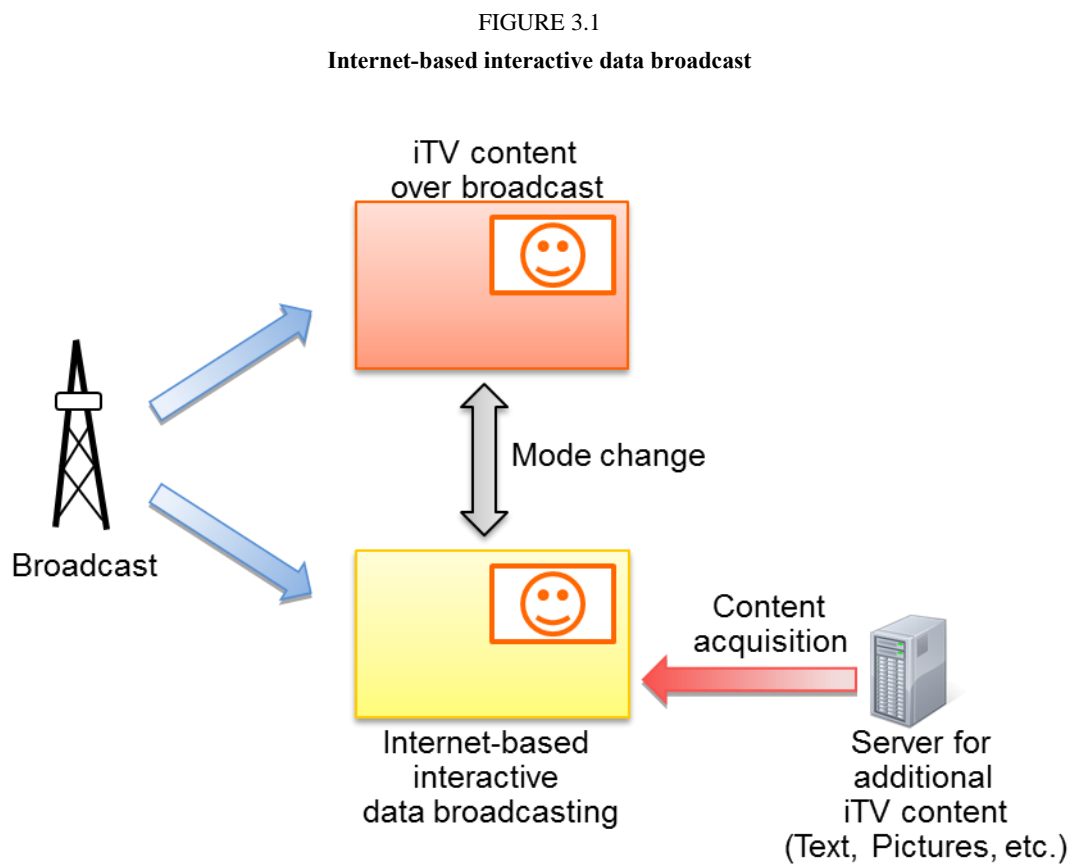 FIGURE 3.1
Internet-based interactive data broadcast
iTV content
over broadcast
Mode change
Broadcast
Content
acquisition
Internet-based
interactive
data broadcasting
Server for
additional
iTV content
(Text, Pictures, etc.)